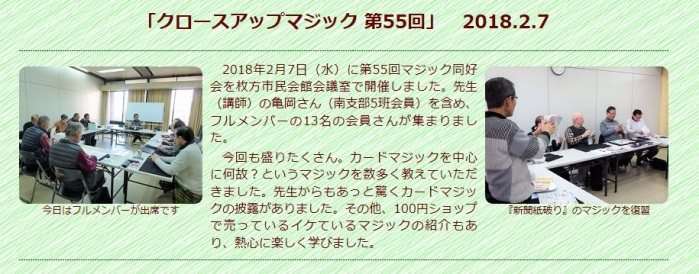 「クロースアップマジック 第55回」　2018.2.7
2018年2月7日（水）に第55回マジック同好
会を枚方市民会館会議室で開催しました。先生
（講師）の亀岡さん（南支部5班会員）を含め、
フルメンバーの13名の会員さんが集まりまし
た。
今回も盛りたくさん。カードマジックを中心
に何故？というマジックを数多く教えていただ
きました。先生からもあっと驚くカードマジッ
クの披露がありました。その他、100円ショップ
で売っているイケているマジックの紹介もあ
り、熱心に楽しく学びました。
今日はフルメンバーが出席です
『新聞紙破り』のマジックを復習